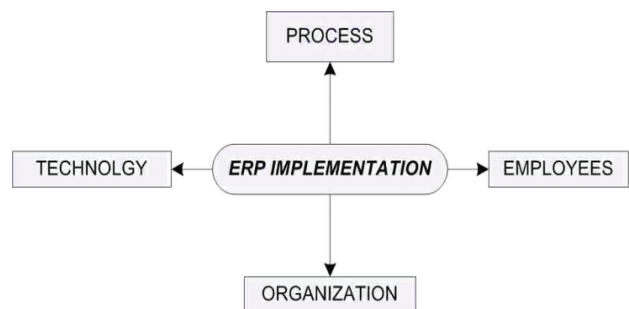 PROCESS
TECHNOLGY
ERP IMPLEMENTATION
EMPLOYEES
ORGANIZATION